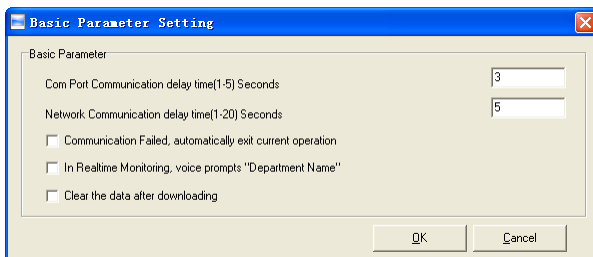 Basic Parameter Setting
Basic Parameter
Com Port Communication delay time(1-5) Seconds 3
Network Communication delay time(1-20) Seconds 5
Communication Failed, automatically exit current operation
In Realtime Monitoring, voice prompts "Department Name"
Clear the data after downloading
OK Cancel